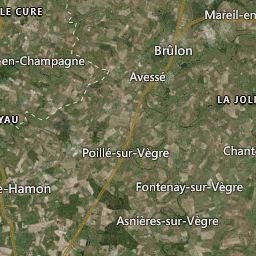 LE CURE
Mareil-en
Brûlon
-en-Champagne
Avessé
LA JOLI
YAU
Poillé-sur-Vègre
Chant
e-Hamon
Fontenay-sur-Vègre
Asnières-sur-Vègre